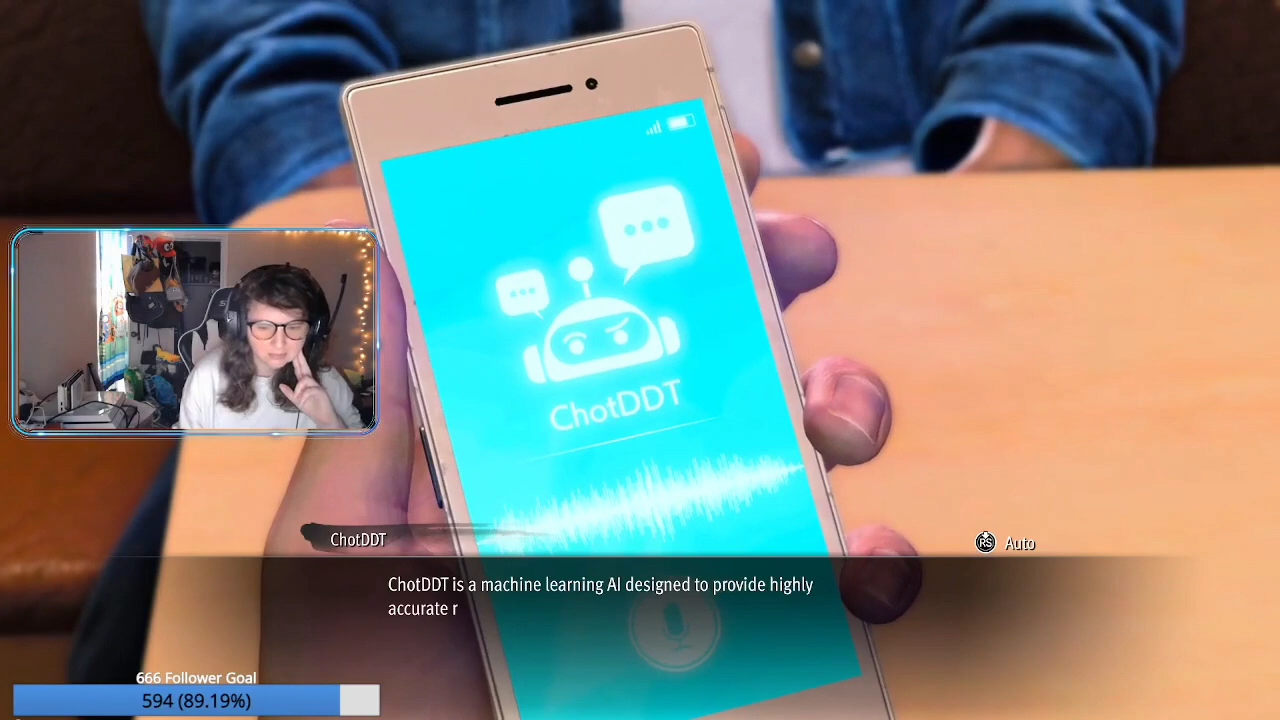 ChotDDT
ChotDDT
RS Auto
ChotDDT is a machine learning AI designed to provide highly
accurate r
666 Follower Goal
594 (89.19%)